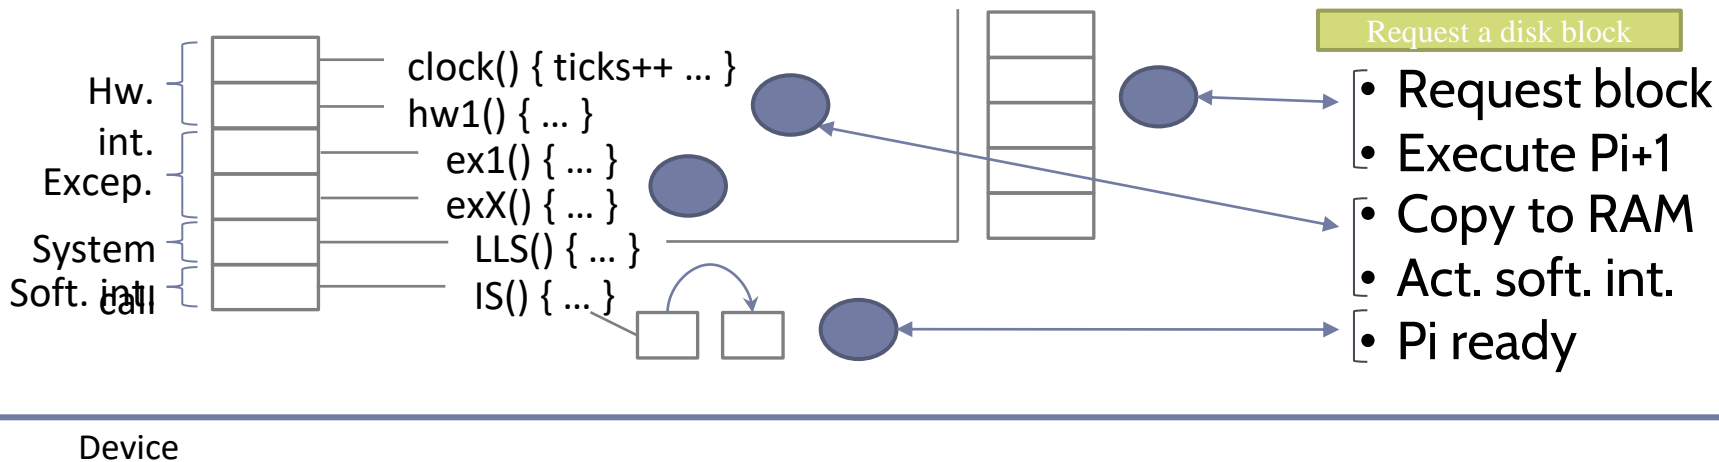 Request a disk block
Hw.
int.
Excep.
System
call
Soft. int.
clock() { ticks++ … }
hw1() { … }
ex1() { … }
exX() { … }
LLS() { … }
IS() { … }
• Request block
• Execute Pi+1
• Copy to RAM
• Act. soft. int.
• Pi ready
Device